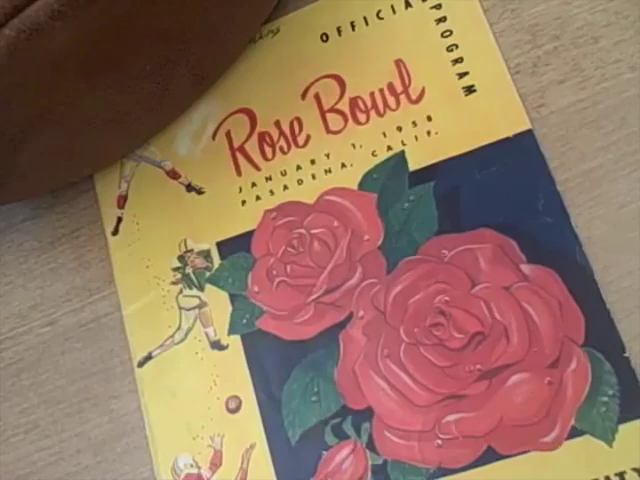 OFFICIAL
PROGRAM
Rose Bowl
JANUARY 1, 1958
PASADENA, CALIF.